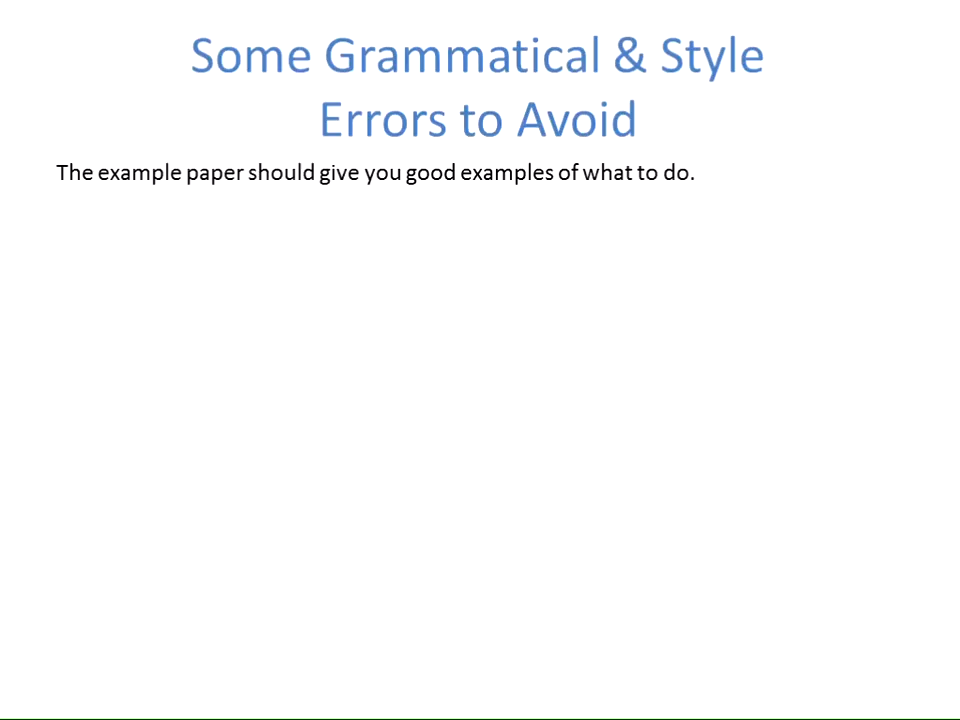 Some Grammatical & Style
Errors to Avoid
The example paper should give you good examples of what to do.